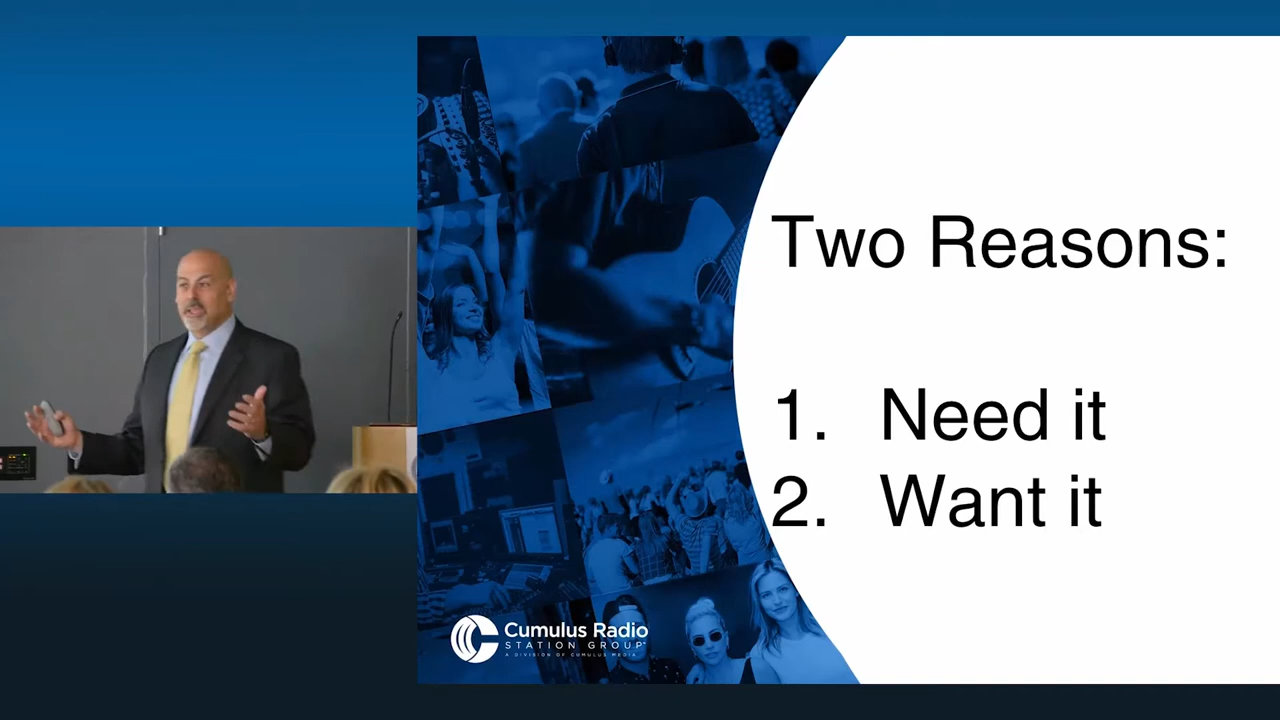 Two Reasons:
1. Need it
2. Want it
Cumulus Radio
STATION GROUP
A DIVISION OF CUMULUS MEDIA